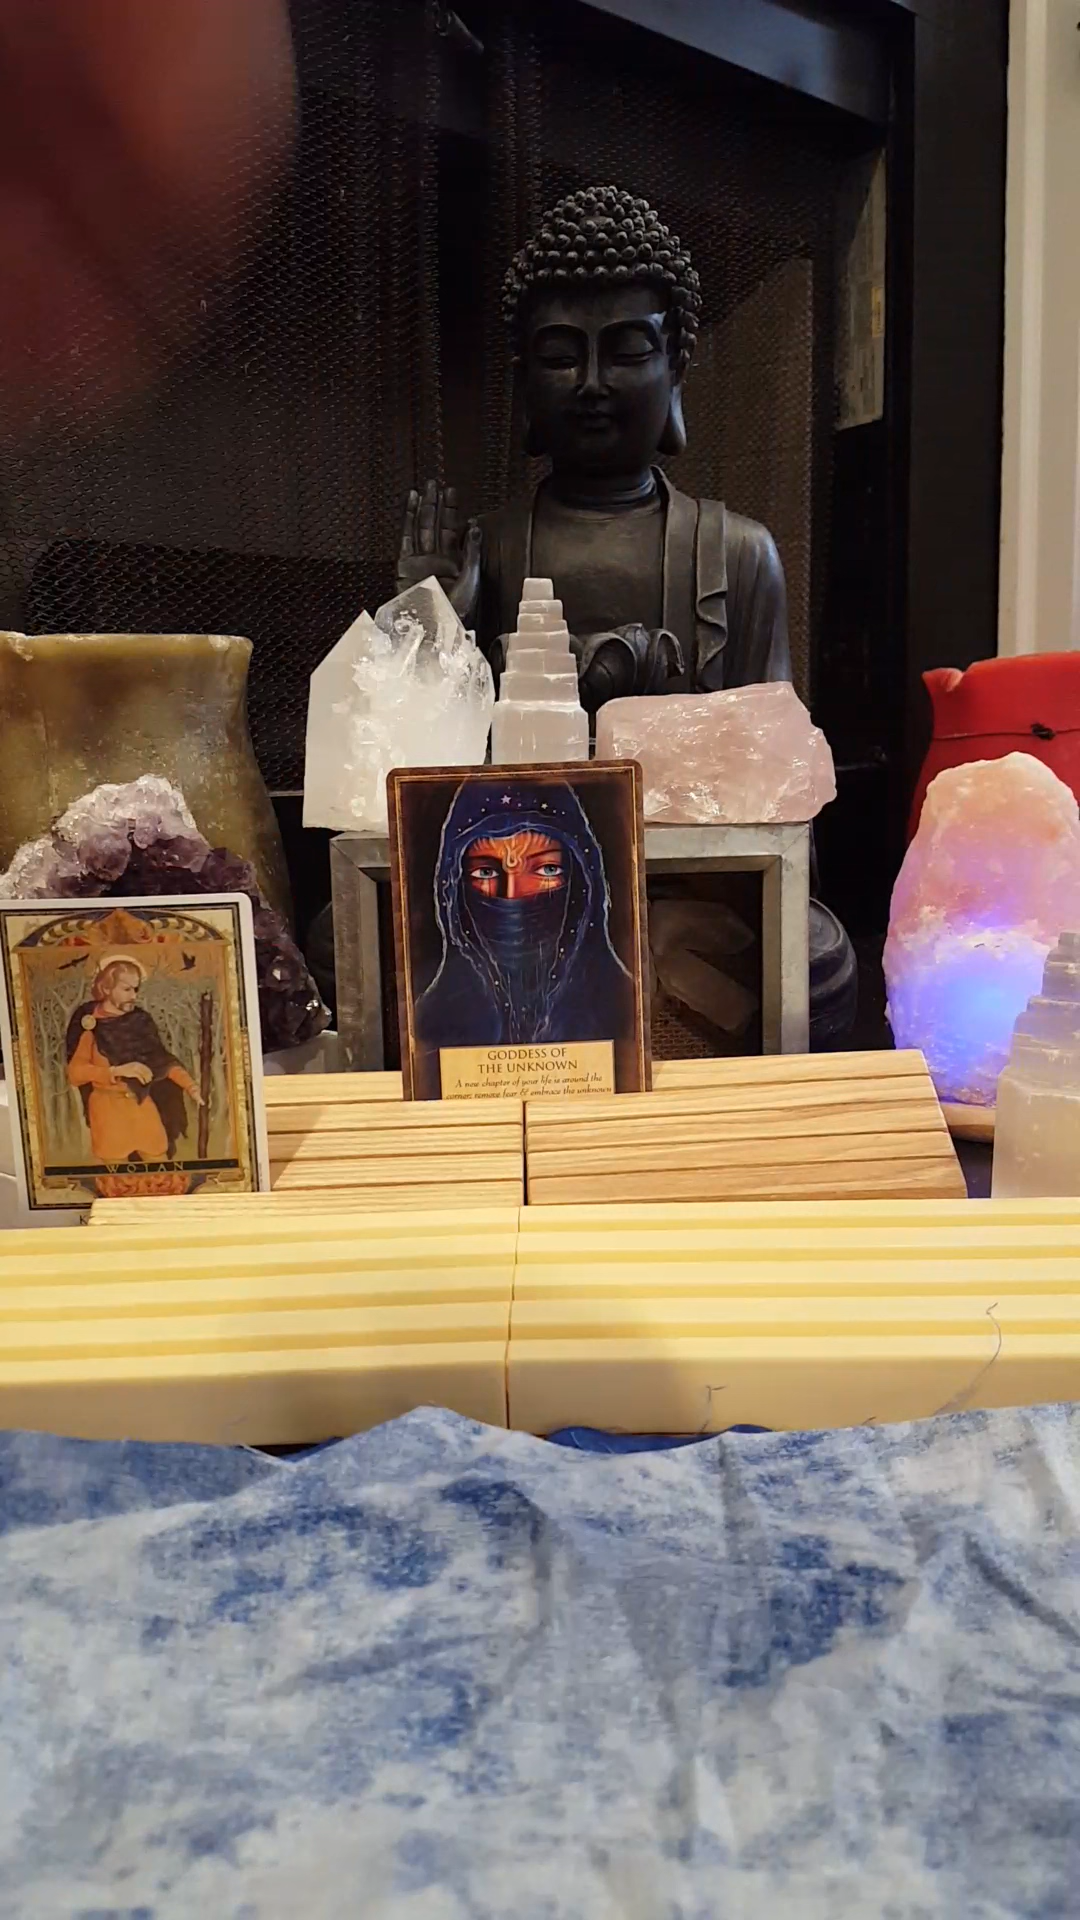 WOTAN
K
GODDESS OF
THE UNKNOWN
A new chapter of your life is around the
corner; remove fear & embrace the unknown